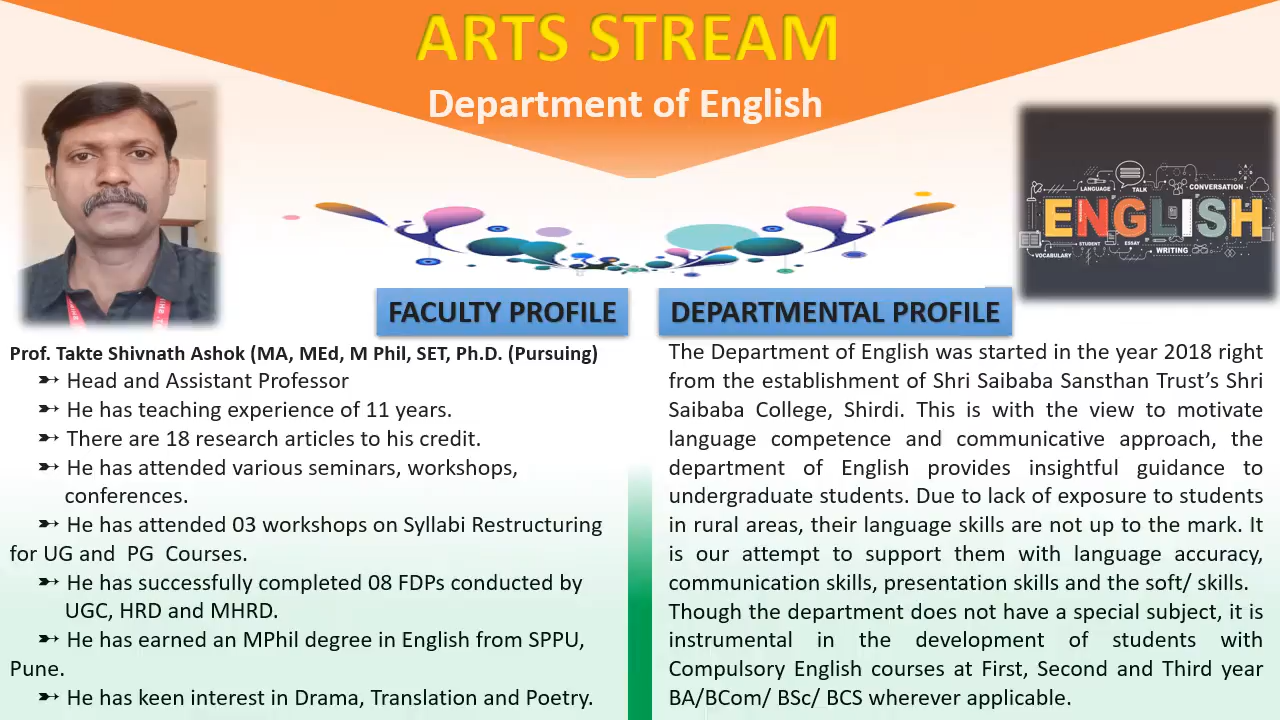 ARTS STREAM
Department of English
LANGUAGE
TALK
CONVERSATION
ENGLISH
STUDENT
ESSAY
WRITING
VOCABULARY
FACULTY PROFILE
Prof. Takte Shivnath Ashok (MA, MEd, M Phil, SET, Ph.D. (Pursuing)
➳ Head and Assistant Professor
➳ He has teaching experience of 11 years.
➳ There are 18 research articles to his credit.
➳ He has attended various seminars, workshops,
conferences.
➳ He has attended 03 workshops on Syllabi Restructuring
for UG and PG Courses.
➳ He has successfully completed 08 FDPs conducted by
UGC, HRD and MHRD.
➳ He has earned an MPhil degree in English from SPPU,
Pune.
➳ He has keen interest in Drama, Translation and Poetry.
DEPARTMENTAL PROFILE
The Department of English was started in the year 2018 right
from the establishment of Shri Saibaba Sansthan Trust’s Shri
Saibaba College, Shirdi. This is with the view to motivate
language competence and communicative approach, the
department of English provides insightful guidance to
undergraduate students. Due to lack of exposure to students
in rural areas, their language skills are not up to the mark. It
is our attempt to support them with language accuracy,
communication skills, presentation skills and the soft/ skills.
Though the department does not have a special subject, it is
instrumental in the development of students with
Compulsory English courses at First, Second and Third year
BA/BCom/ BSc/ BCS wherever applicable.